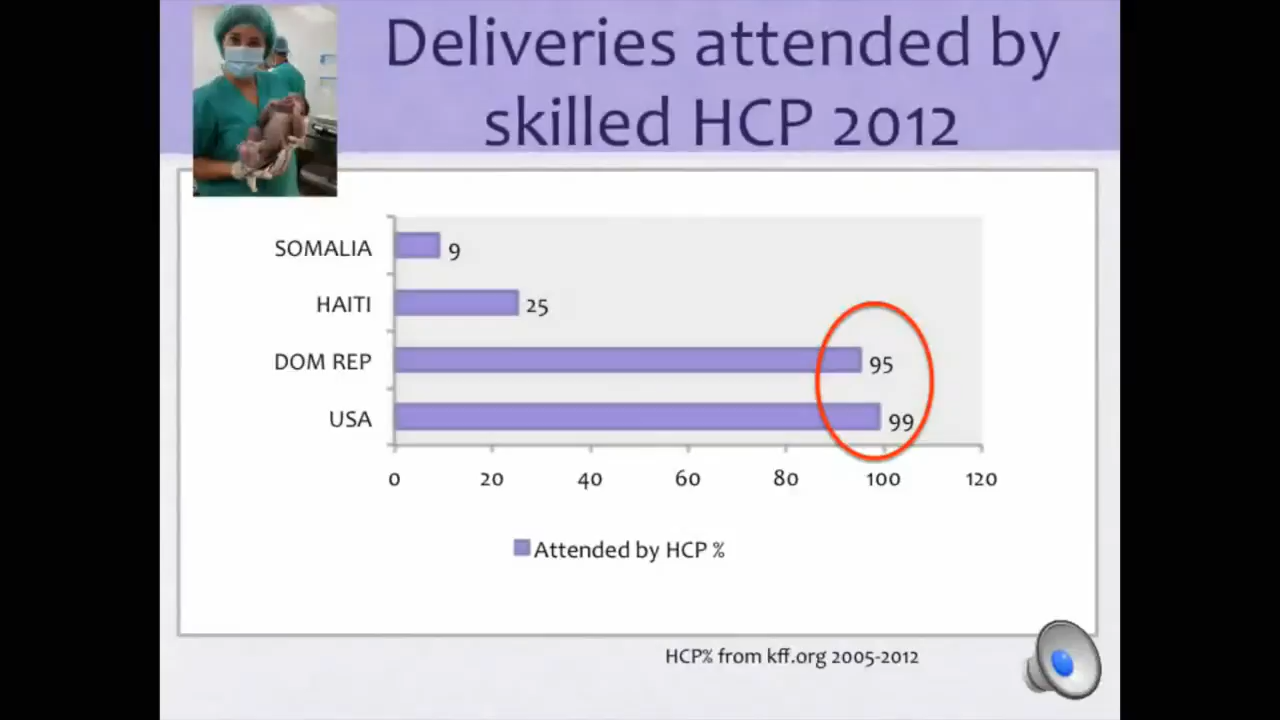 Deliveries attended by
skilled HCP 2012
SOMALIA 9
HAITI 25
DOM REP 95
USA 99
0 20 40 60 80 100 120
Attended by HCP %
HCP% from kff.org 2005-2012